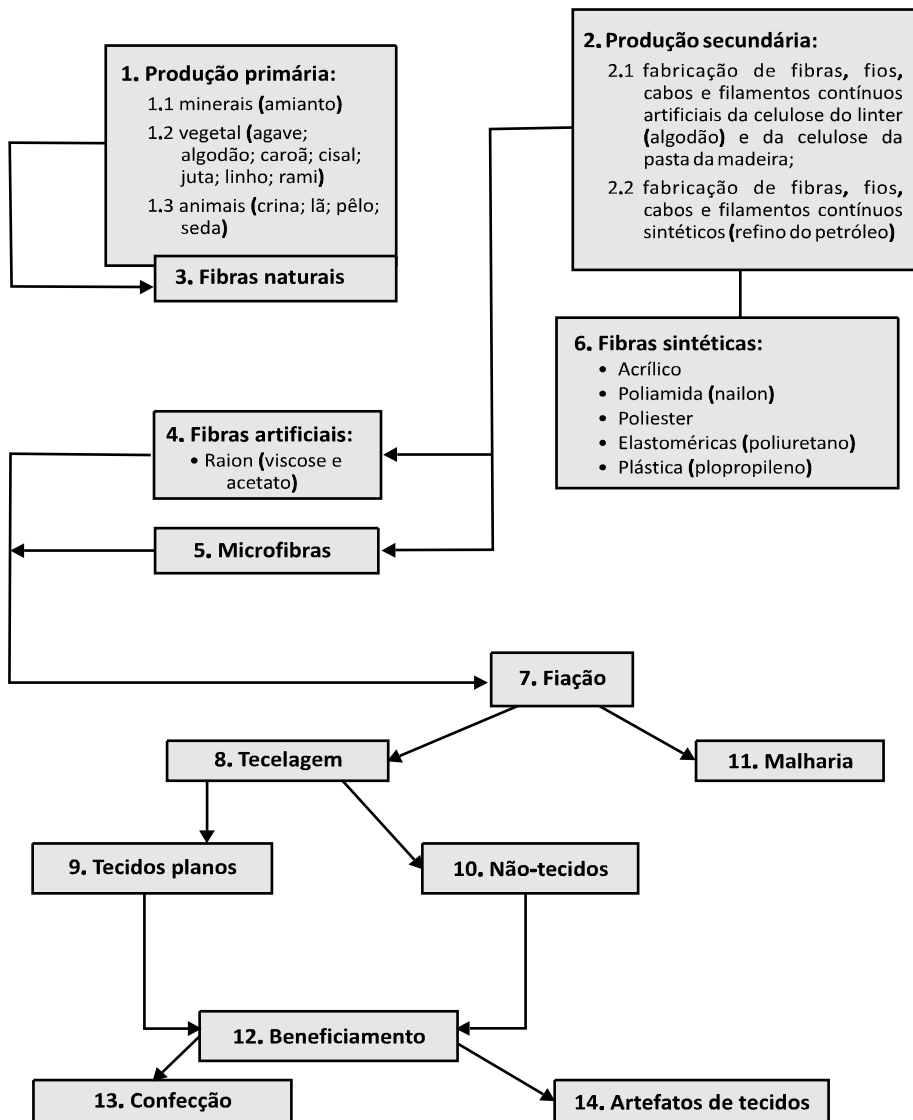 1. Produção primária:
1.1 minerais (amianto)
1.2 vegetal (agave;
algodão; caroã; cisal;
juta; linho; rami)
1.3 animais (crina; lã; pêlo;
seda)
3. Fibras naturais
2. Produção secundária:
2.1 fabricação de fibras, fios,
cabos e filamentos contínuos
artificiais da celulose do linter
(algodão) e da celulose da
pasta da madeira;
2.2 fabricação de fibras, fios,
cabos e filamentos contínuos
sintéticos (refino do petróleo)
6. Fibras sintéticas:
• Acrílico
• Poliamida (nailon)
• Poliester
• Elastoméricas (poliuretano)
• Plástica (plopropileno)
4. Fibras artificiais:
• Raion (viscose e
acetato)
5. Microfibras
7. Fiação
8. Tecelagem
11. Malharia
9. Tecidos planos
10. Não-tecidos
12. Beneficiamento
13. Confecção
14. Artefatos de tecidos